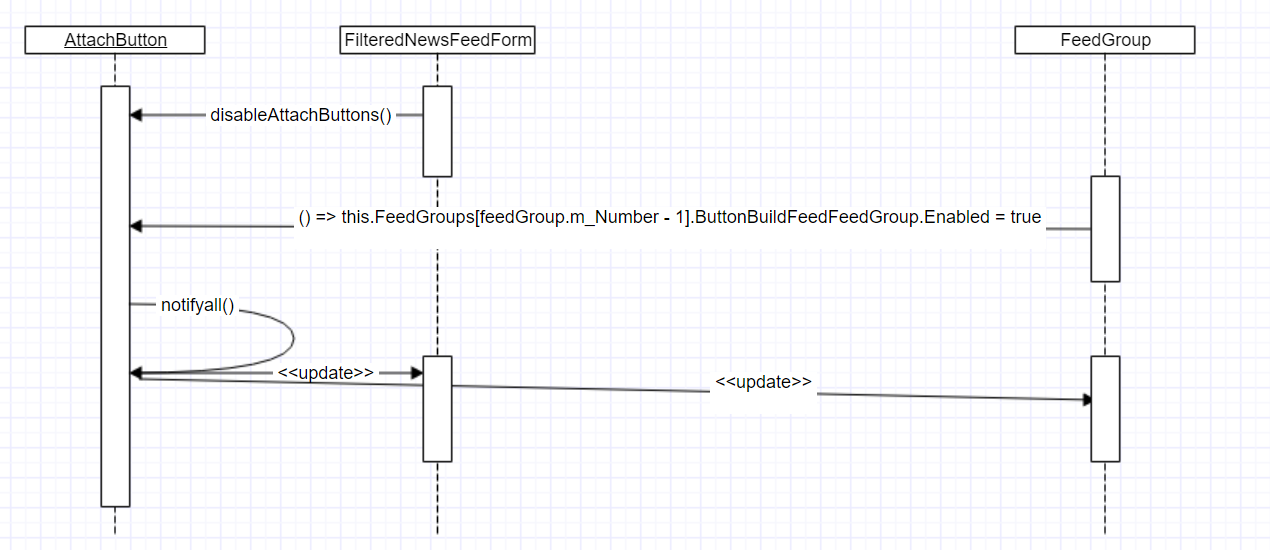 AttachButton
FilteredNewsFeedForm
FeedGroup
disableAttachButtons()
() => this.FeedGroups[feedGroup.m_Number - 1].ButtonBuildFeedFeedGroup.Enabled = true
notifyall()
<<update>>
<<update>>